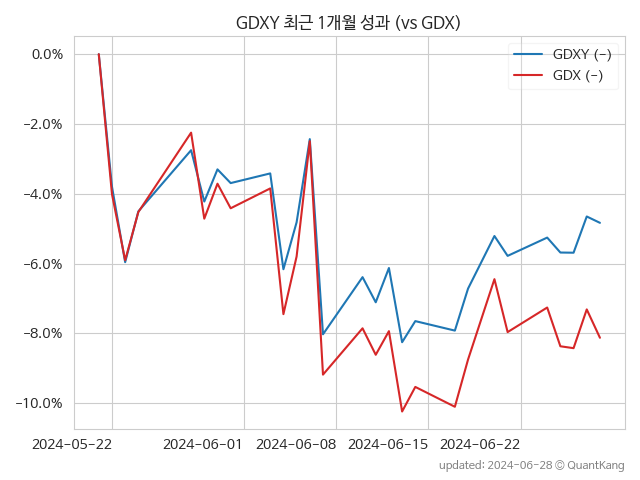 GDXY 최근 1개월 성과 (vs GDX)
GDXY (-)
GDX (-)
0.0%
-2.0%
-4.0%
-6.0%
-8.0%
-10.0%
2024-05-22 2024-06-01 2024-06-08 2024-06-15 2024-06-22
updated: 2024-06-28 © QuantKang